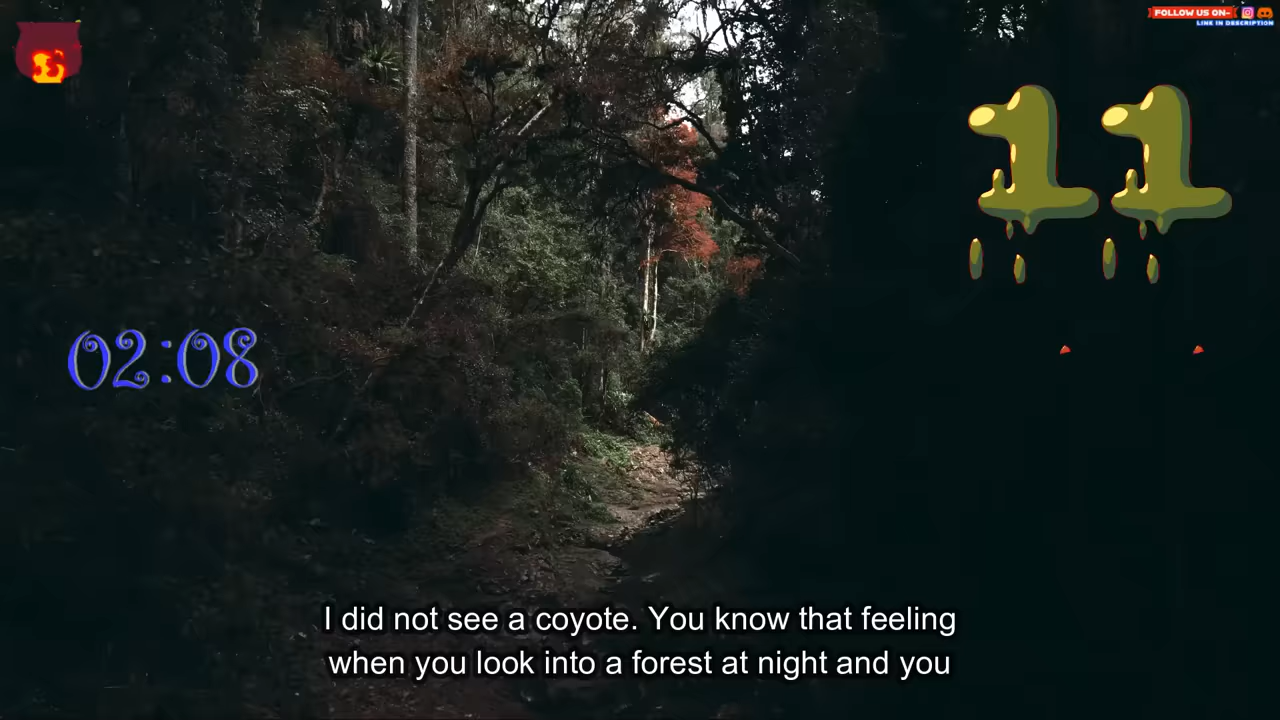 FOLLOW US ON-
LINK IN DESCRIPTION
11
02:08
I did not see a coyote. You know that feeling
when you look into a forest at night and you